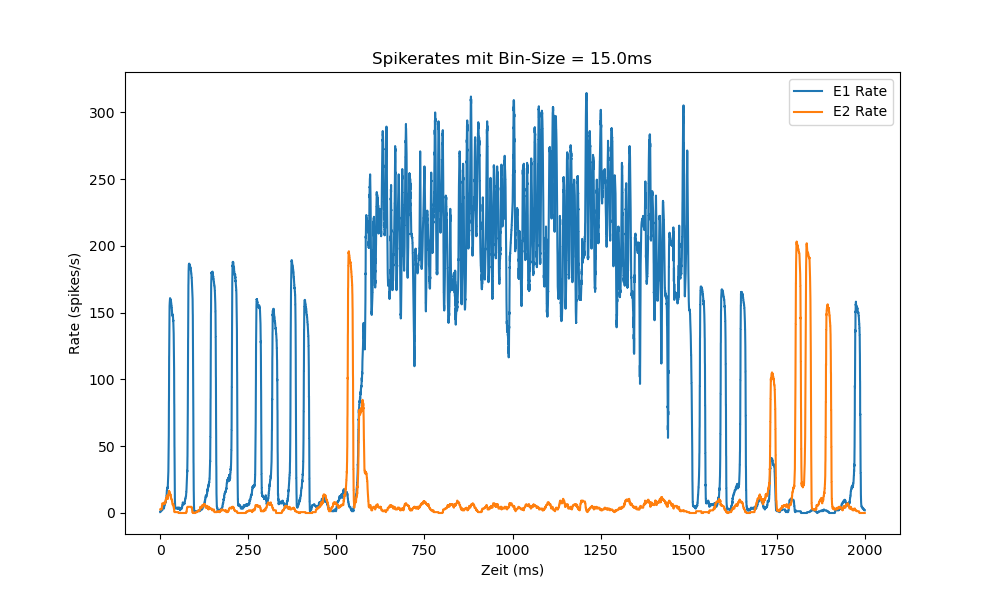 Spikerates mit Bin-Size = 15.0ms
E1 Rate
E2 Rate
Rate (spikes/s)
300
250
200
150
100
50
0
0 250 500 750 1000 1250 1500 1750 2000
Zeit (ms)